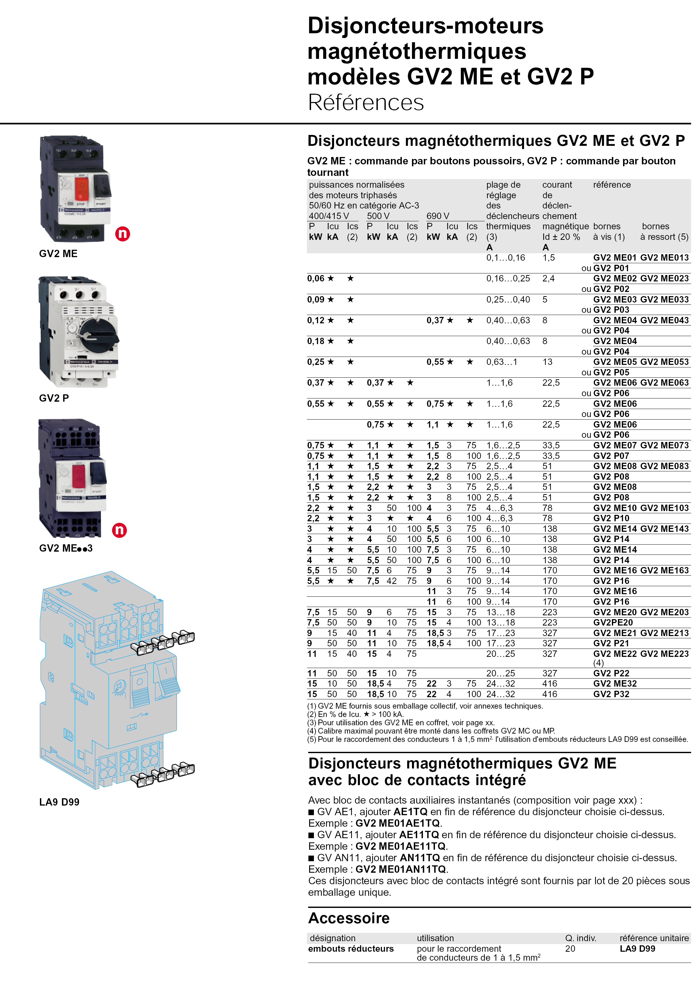 Disjoncteurs-moteurs
magnétothermiques
modèles GV2 ME et GV2 P
Références
GV2 ME
GV2 P
GV2 ME●●3
LA9 D99
Disjoncteurs magnétothermiques GV2 ME et GV2 P
GV2 ME : commande par boutons poussoirs, GV2 P : commande par bouton
tournant
puissances normalisées plage de courant référence
des moteurs triphasés réglage de
50/60 Hz en catégorie AC-3 des déclen-
400/415 V 500 V 690 V déclencheurs chement
P Icu Ics P Icu Ics P Icu Ics thermiques magnétique bornes bornes
kW kA (2) kW kA (2) kW kA (2) (3) Id ± 20 % à vis (1) à ressort (5)
A A
0,1…0,16 1,5 GV2 ME01 GV2 ME013
ou GV2 P01
0,06 ★ ★ 0,16…0,25 2,4 GV2 ME02 GV2 ME023
ou GV2 P02
0,09 ★ ★ 0,25…0,40 5 GV2 ME03 GV2 ME033
ou GV2 P03
0,12 ★ ★ 0,37 ★ ★ 0,40…0,63 8 GV2 ME04 GV2 ME043
ou GV2 P04
0,18 ★ ★ 0,40…0,63 8 GV2 ME04
ou GV2 P04
0,25 ★ ★ 0,55 ★ ★ 0,63…1 13 GV2 ME05 GV2 ME053
ou GV2 P05
0,37 ★ ★ 0,37 ★ ★ 1…1,6 22,5 GV2 ME06 GV2 ME063
ou GV2 P06
0,55 ★ ★ 0,55 ★ ★ 0,75 ★ ★ 1…1,6 22,5 GV2 ME06
ou GV2 P06
0,75 ★ ★ 1,1 ★ ★ 1…1,6 22,5 GV2 ME06
ou GV2 P06
0,75 ★ ★ 1,1 ★ ★ 1,5 3 75 1,6…2,5 33,5 GV2 ME07 GV2 ME073
0,75 ★ ★ 1,1 ★ ★ 1,5 8 100 1,6…2,5 33,5 GV2 P07
1,1 ★ ★ 1,5 ★ ★ 2,2 3 75 2,5…4 51 GV2 ME08 GV2 ME083
1,1 ★ ★ 1,5 ★ ★ 2,2 8 100 2,5…4 51 GV2 P08
1,5 ★ ★ 2,2 ★ ★ 3 3 75 2,5…4 51 GV2 ME08
1,5 ★ ★ 2,2 ★ ★ 3 8 100 2,5…4 51 GV2 P08
2,2 ★ ★ 3 50 100 4 3 75 4…6,3 78 GV2 ME10 GV2 ME103
2,2 ★ ★ 3 ★ ★ 4 6 100 4…6,3 78 GV2 P10
3 ★ ★ 4 10 100 5,5 3 75 6…10 138 GV2 ME14 GV2 ME143
3 ★ ★ 4 50 100 5,5 6 100 6…10 138 GV2 P14
4 ★ ★ 5,5 10 100 7,5 3 75 6…10 138 GV2 ME14
4 ★ ★ 5,5 50 100 7,5 6 100 6…10 138 GV2 P14
5,5 15 50 7,5 6 75 9 3 75 9…14 170 GV2 ME16 GV2 ME163
5,5 ★ ★ 7,5 42 75 9 6 100 9…14 170 GV2 P16
11 3 75 9…14 170 GV2 ME16
11 6 100 9…14 170 GV2 P16
7,5 15 50 9 6 75 15 3 75 13…18 223 GV2 ME20 GV2 ME203
7,5 50 50 9 10 75 15 4 100 13…18 223 GV2PE20
9 15 40 11 4 75 18,5 3 75 17…23 327 GV2 ME21 GV2 ME213
9 50 50 11 10 75 18,5 4 100 17…23 327 GV2 P21
11 15 40 15 4 75 20…25 327 GV2 ME22 GV2 ME223
(4)
11 50 50 15 10 75 20…25 327 GV2 P22
15 10 50 18,5 4 75 22 3 75 24…32 416 GV2 ME32
15 50 50 18,5 10 75 22 4 100 24…32 416 GV2 P32
(1) GV2 ME fournis sous emballage collectif, voir annexes techniques.
(2) En % de Icu. ★ > 100 kA.
(3) Pour utilisation des GV2 ME en coffret, voir page xx.
(4) Calibre maximal pouvant être monté dans les coffrets GV2 MC ou MP.
(5) Pour le raccordement des conducteurs 1 à 1,5 mm², l'utilisation d'embouts réducteurs LA9 D99 est conseillée.
Disjoncteurs magnétothermiques GV2 ME
avec bloc de contacts intégré
Avec bloc de contacts auxiliaires instantanés (composition voir page xxx) :
■ GV AE1, ajouter AE1TQ en fin de référence du disjoncteur choisie ci-dessus.
Exemple : GV2 ME01AE1TQ.
■ GV AE11, ajouter AE11TQ en fin de référence du disjoncteur choisie ci-dessus.
Exemple : GV2 ME01AE11TQ.
■ GV AN11, ajouter AN11TQ en fin de référence du disjoncteur choisie ci-dessus.
Exemple : GV2 ME01AN11TQ.
Ces disjoncteurs avec bloc de contacts intégré sont fournis par lot de 20 pièces sous
emballage unique.
Accessoire
désignation utilisation Q. indiv. référence unitaire
embouts réducteurs pour le raccordement 20 LA9 D99
de conducteurs de 1 à 1,5 mm²